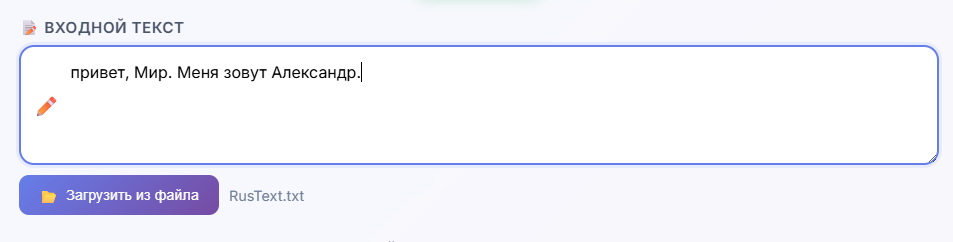 ВХОДНОЙ ТЕКСТ
привет, Мир. Меня зовут Александр.
Загрузить из файла RusText.txt